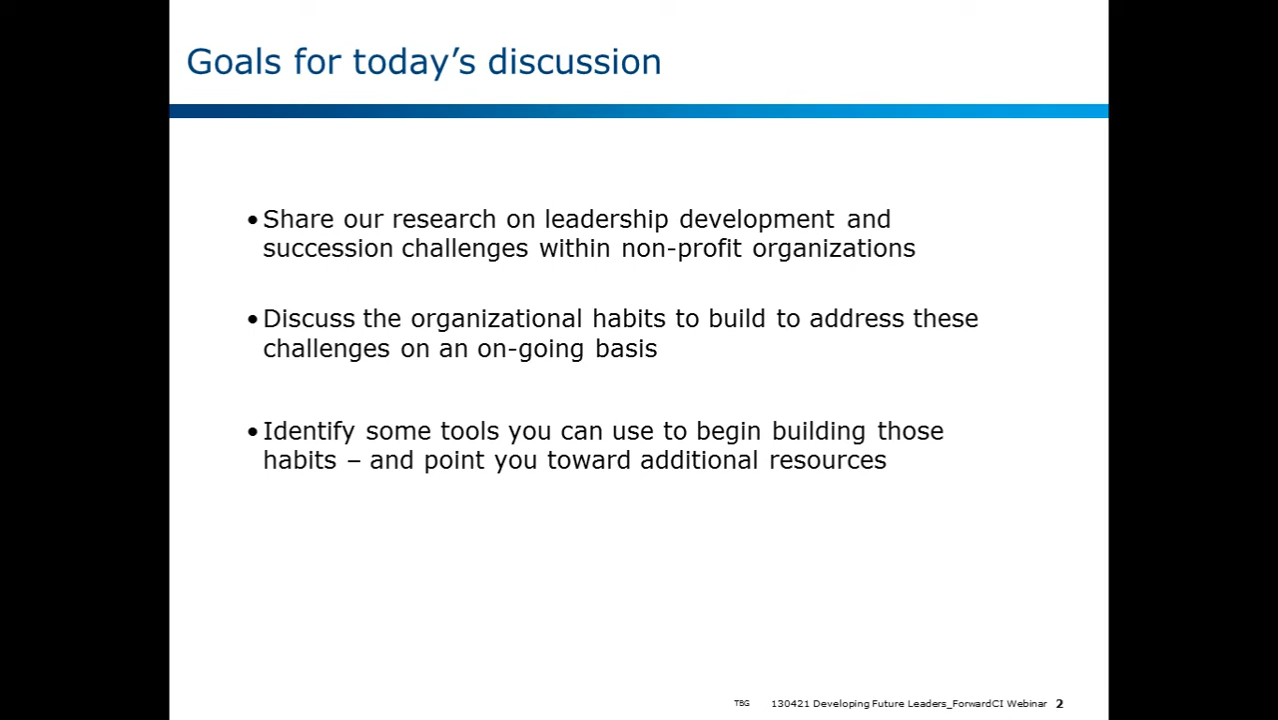 Goals for today’s discussion
•Share our research on leadership development and
succession challenges within non-profit organizations
•Discuss the organizational habits to build to address these
challenges on an on-going basis
•Identify some tools you can use to begin building those
habits – and point you toward additional resources
TBG 130421 Developing Future Leaders_ForwardCI Webinar 2